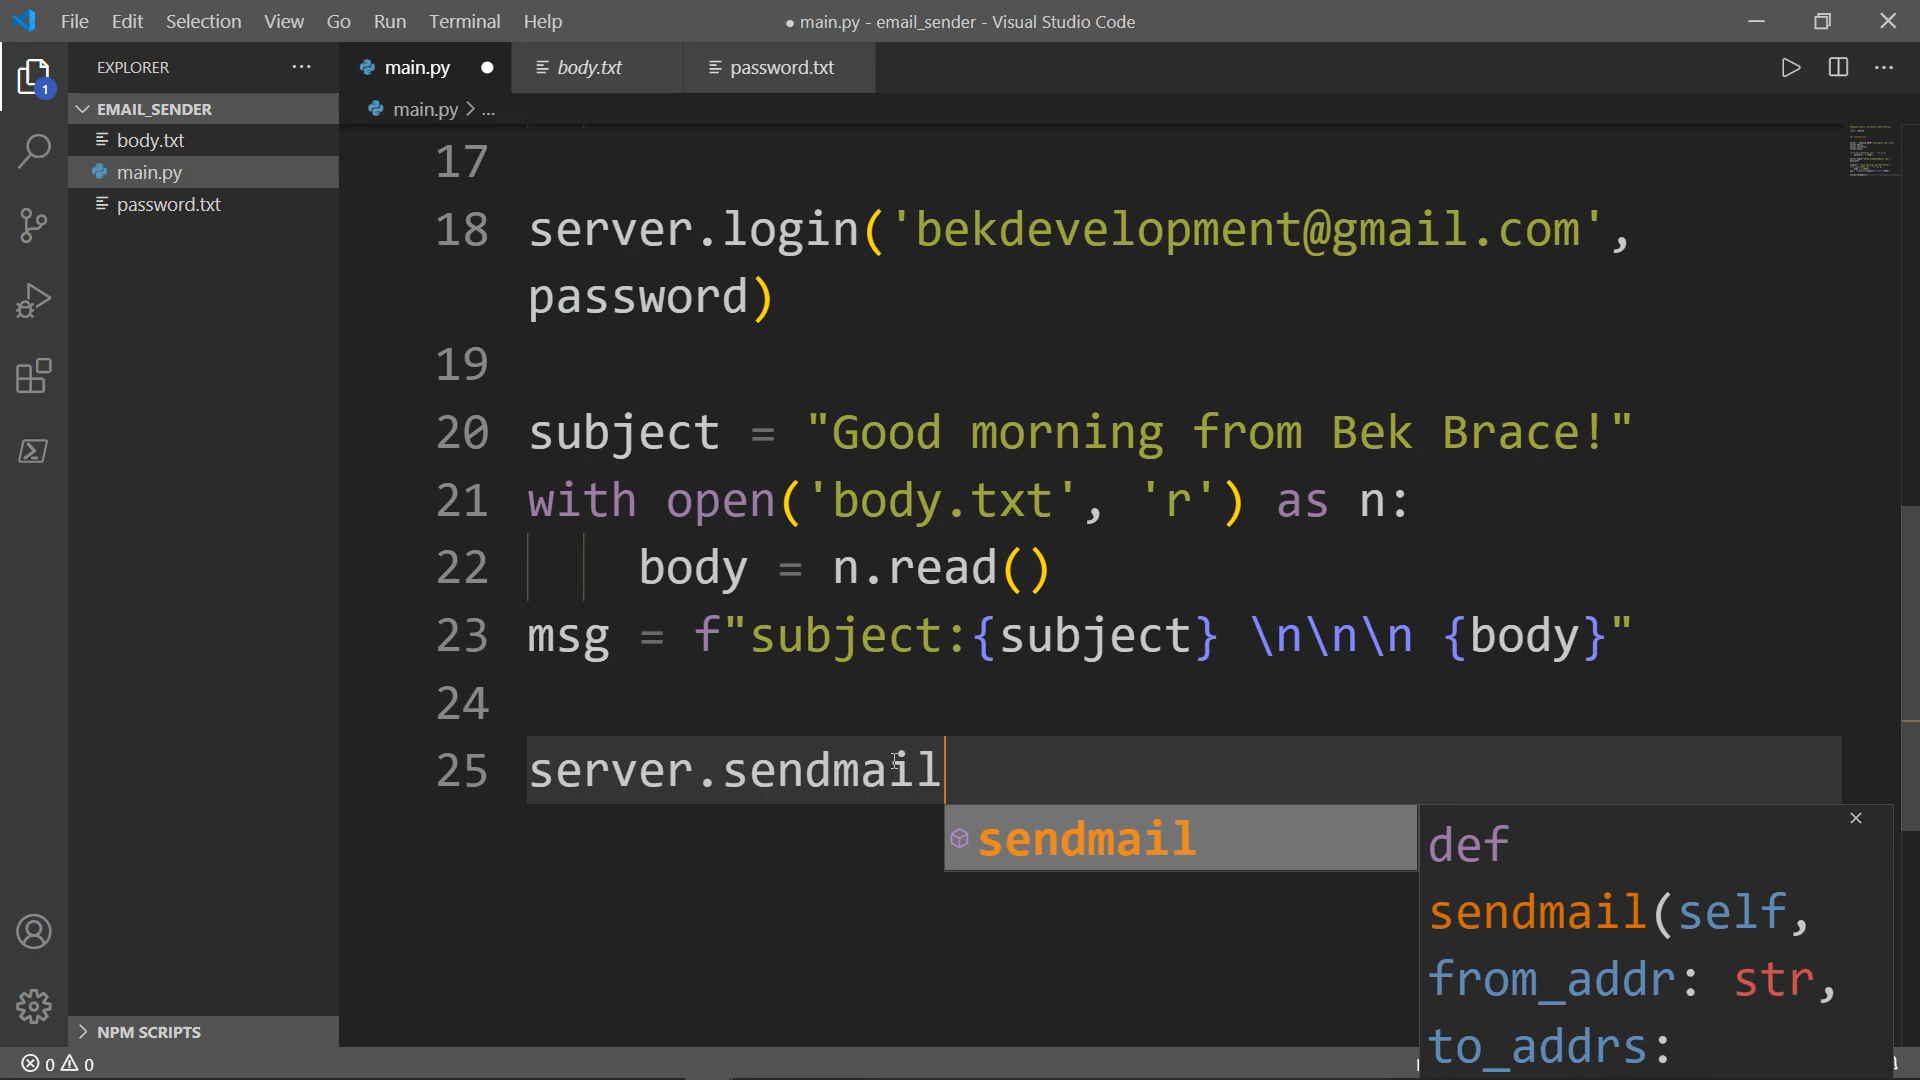 File Edit Selection View Go Run Terminal Help
● main.py - email_sender - Visual Studio Code
EXPLORER ...
main.py
body.txt
password.txt
1
EMAIL_SENDER
main.py > ...
body.txt
main.py
password.txt
17
18 server.login('bekdevelopment@gmail.com',
password)
19
20 subject = "Good morning from Bek Brace!"
21 with open('body.txt', 'r') as n:
22 body = n.read()
23 msg = f"subject:{subject} \n\n\n {body}"
24
25 server.sendmail
sendmail
def
sendmail(self,
from_addr: str,
to_addrs:
NPM SCRIPTS
0 0